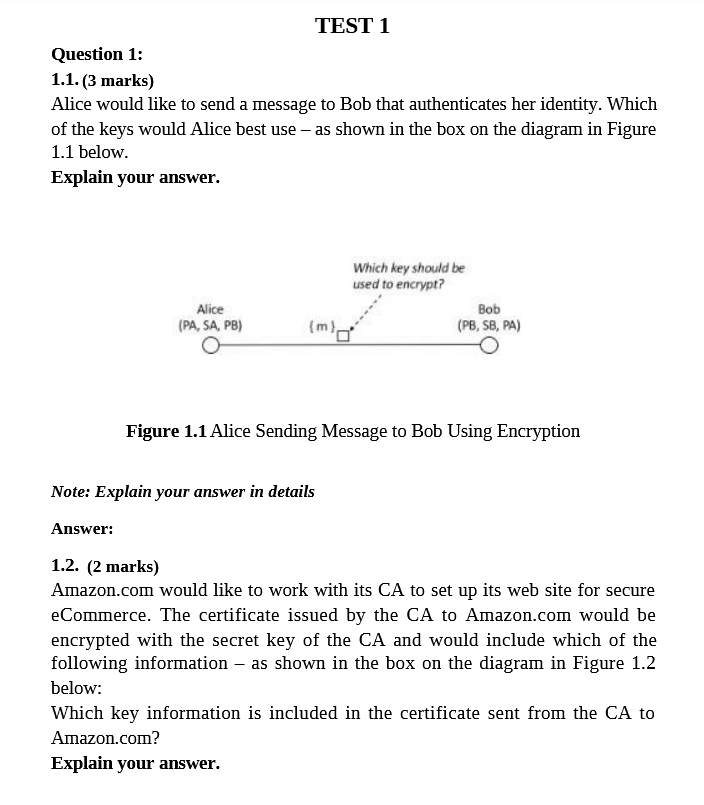 TEST 1
Question 1:
1.1. (3 marks)
Alice would like to send a message to Bob that authenticates her identity. Which
of the keys would Alice best use – as shown in the box on the diagram in Figure
1.1 below.
Explain your answer.
Which key should be
used to encrypt?
Alice
(PA, SA, PB)
{m}
Bob
(PB, SB, PA)
Figure 1.1 Alice Sending Message to Bob Using Encryption
Note: Explain your answer in details
Answer:
1.2. (2 marks)
Amazon.com would like to work with its CA to set up its web site for secure
eCommerce. The certificate issued by the CA to Amazon.com would be
encrypted with the secret key of the CA and would include which of the
following information – as shown in the box on the diagram in Figure 1.2
below:
Which key information is included in the certificate sent from the CA to
Amazon.com?
Explain your answer.